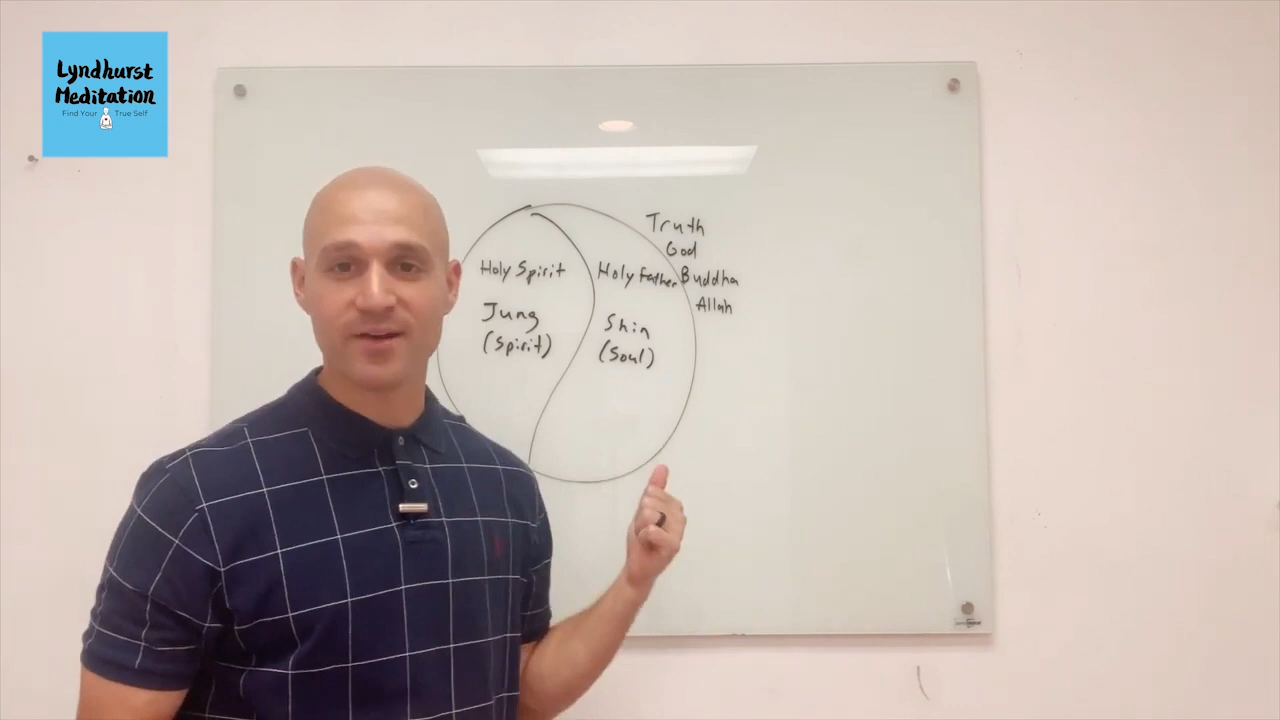 Lyndhurst
Meditation
Find Your True Self
Truth
God
Holy Spirit
Holy Father
Buddha
Allah
Jung
(Spirit)
Shin
(Soul)